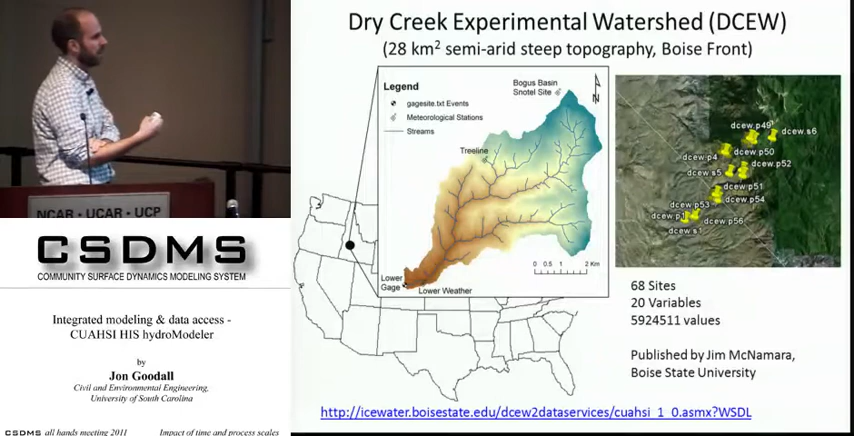 NCAR · UCAR · UCP
CSDMS
COMMUNITY SURFACE DYNAMICS MODELING SYSTEM
Integrated modeling & data access -
CUAHSI HIS hydroModeler
by
Jon Goodall
Civil and Environmental Engineering,
University of South Carolina
CSDMS all hands meeting 2011
Impact of time and process scales
Dry Creek Experimental Watershed (DCEW)
(28 km² semi-arid steep topography, Boise Front)
Legend
gagesite.txt Events
Meteorological Stations
Streams
Bogus Basin
Snotel Site
N
Treeline
0 0.5 1 2 Km
Lower
Gage
Lower Weather
dcew.p49
dcew.s6
dcew.p4
dcew.p50
dcew.s5
dcew.p52
dcew.p51
dcew.p53
dcew.p54
dcew.p1
dcew.p56
dcew.s1
68 Sites
20 Variables
5924511 values
Published by Jim McNamara,
Boise State University
http://icewater.boisestate.edu/dcew2dataservices/cuahsi_1_0.asmx?WSDL